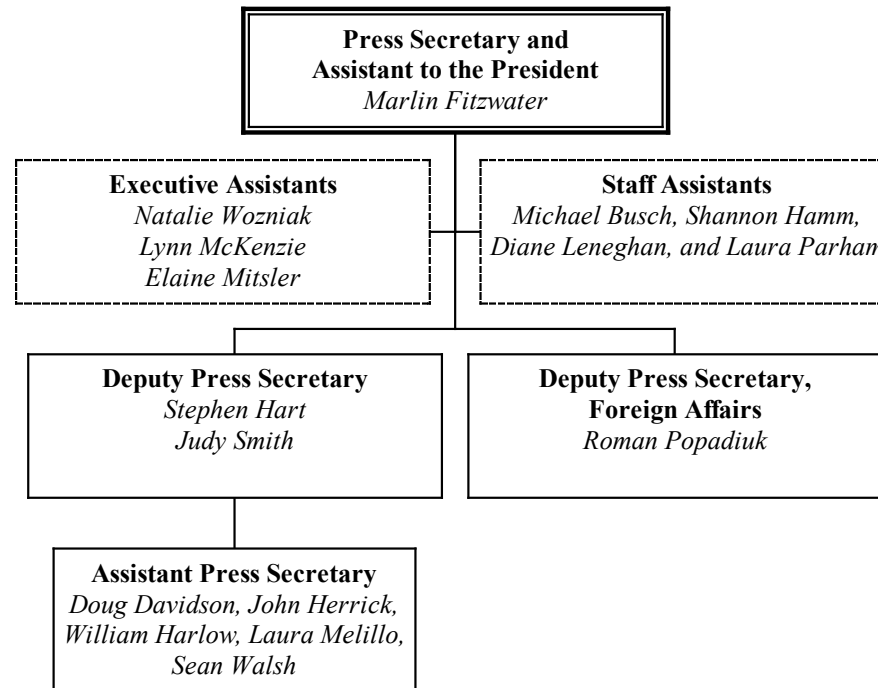 Press Secretary and
Assistant to the President
Marlin Fitzwater
Executive Assistants
Natalie Wozniak
Lynn McKenzie
Elaine Mitsler
Staff Assistants
Michael Busch, Shannon Hamm,
Diane Leneghan, and Laura Parham
Deputy Press Secretary
Stephen Hart
Judy Smith
Deputy Press Secretary,
Foreign Affairs
Roman Popadiuk
Assistant Press Secretary
Doug Davidson, John Herrick,
William Harlow, Laura Melillo,
Sean Walsh